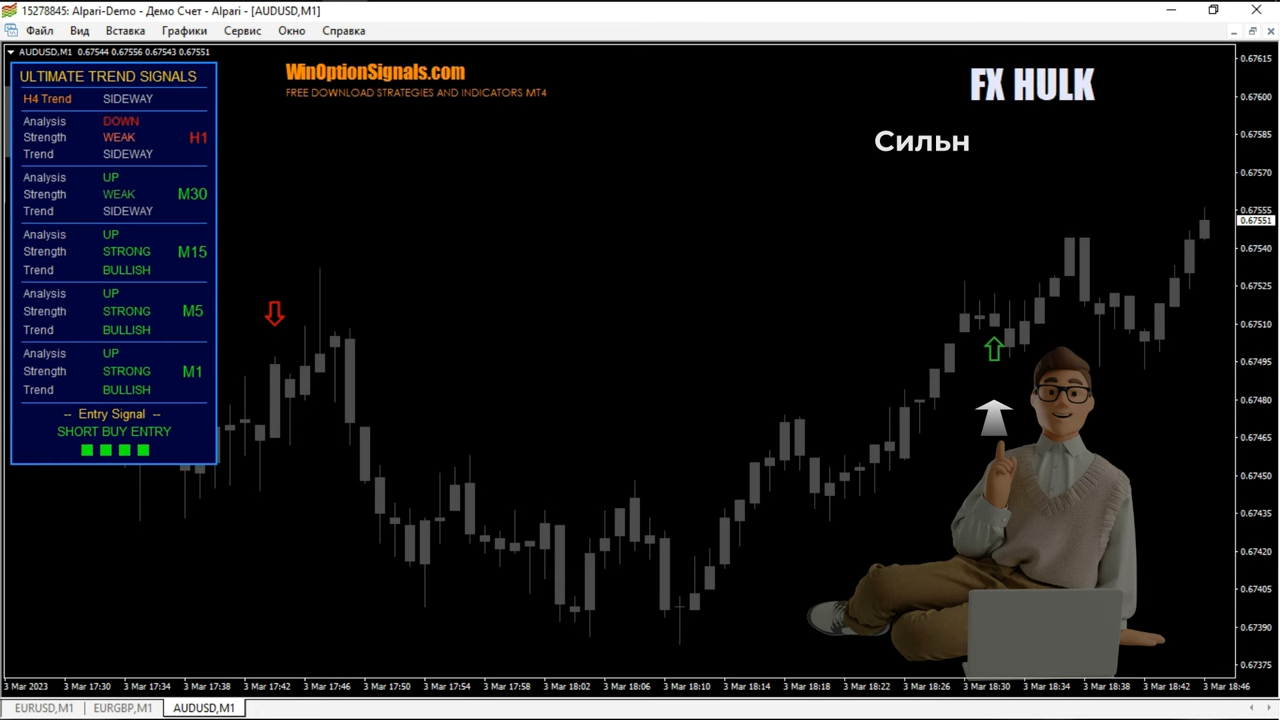 15278845: Alpari-Demo - Демо Счет - Alpari - [AUDUSD,M1]
Файл Вид Вставка Графики Сервис Окно Справка
AUDUSD,M1 0.67544 0.67556 0.67543 0.67551
ULTIMATE TREND SIGNALS
H4 Trend SIDEWAY
Analysis DOWN
Strength WEAK H1
Trend SIDEWAY
Analysis UP
Strength WEAK M30
Trend SIDEWAY
Analysis UP
Strength STRONG M15
Trend BULLISH
Analysis UP
Strength STRONG M5
Trend BULLISH
Analysis UP
Strength STRONG M1
Trend BULLISH
-- Entry Signal --
SHORT BUY ENTRY
WinOptionSignals.com
FREE DOWNLOAD STRATEGIES AND INDICATORS MT4
FX HULK
Сильн
0.67615
0.67600
0.67585
0.67570
0.67555
0.67551
0.67540
0.67525
0.67510
0.67495
0.67480
0.67465
0.67450
0.67435
0.67420
0.67405
0.67390
0.67375
3 Mar 2023 3 Mar 17:30 3 Mar 17:34 3 Mar 17:38 3 Mar 17:42 3 Mar 17:46 3 Mar 17:50 3 Mar 17:54 3 Mar 17:58 3 Mar 18:02 3 Mar 18:06 3 Mar 18:10 3 Mar 18:14 3 Mar 18:18 3 Mar 18:22 3 Mar 18:26 3 Mar 18:30 3 Mar 18:34 3 Mar 18:38 3 Mar 18:42 3 Mar 18:46
EURUSD,M1 EURGBP,M1 AUDUSD,M1